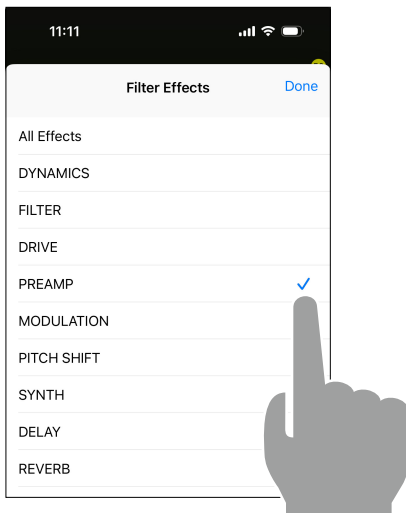 11:11
Filter Effects Done
All Effects
DYNAMICS
FILTER
DRIVE
PREAMP
MODULATION
PITCH SHIFT
SYNTH
DELAY
REVERB